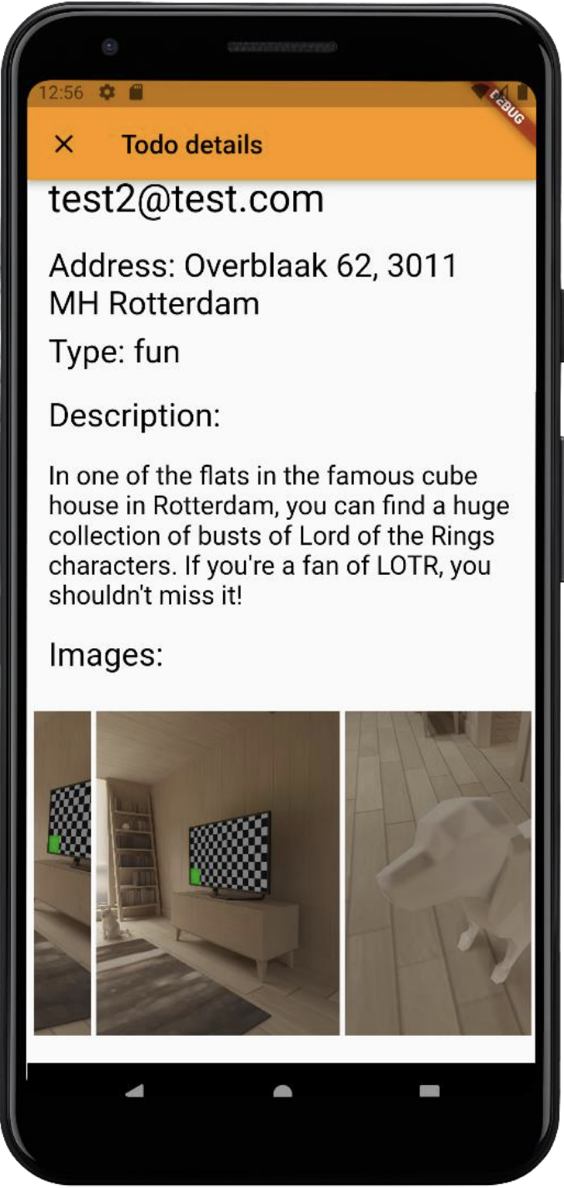 12:56
DEBUG
Todo details
test2@test.com
Address: Overblaak 62, 3011
MH Rotterdam
Type: fun
Description:
In one of the flats in the famous cube
house in Rotterdam, you can find a huge
collection of busts of Lord of the Rings
characters. If you're a fan of LOTR, you
shouldn't miss it!
Images: